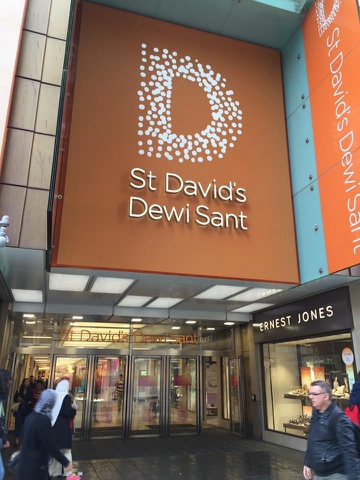 D
St David's
Dewi Sant
St David's Dewi Sant
St David's Dewi Sant
ERNEST JONES